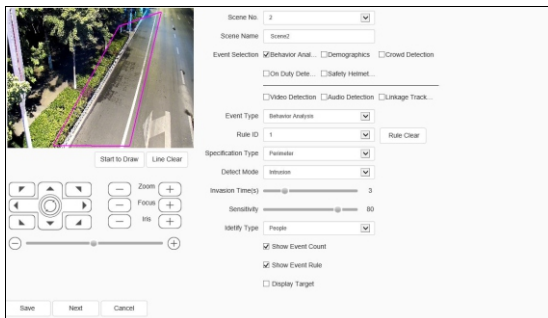 Scene No. 2
Scene Name Scene2
Event Selection Behavior Anal... Demographics Crowd Detection
On Duty Dete... Safety Helmet...
Video Detection Audio Detection Linkage Track...
Event Type Behavior Analysis
Rule ID 1 Rule Clear
Start to Draw Line Clear
Specification Type Perimeter
Detect Mode Intrusion
Zoom
Focus
Iris
Invasion Time(s) 3
Sensitivity 80
Idetify Type People
Show Event Count
Show Event Rule
Display Target
Save Next Cancel